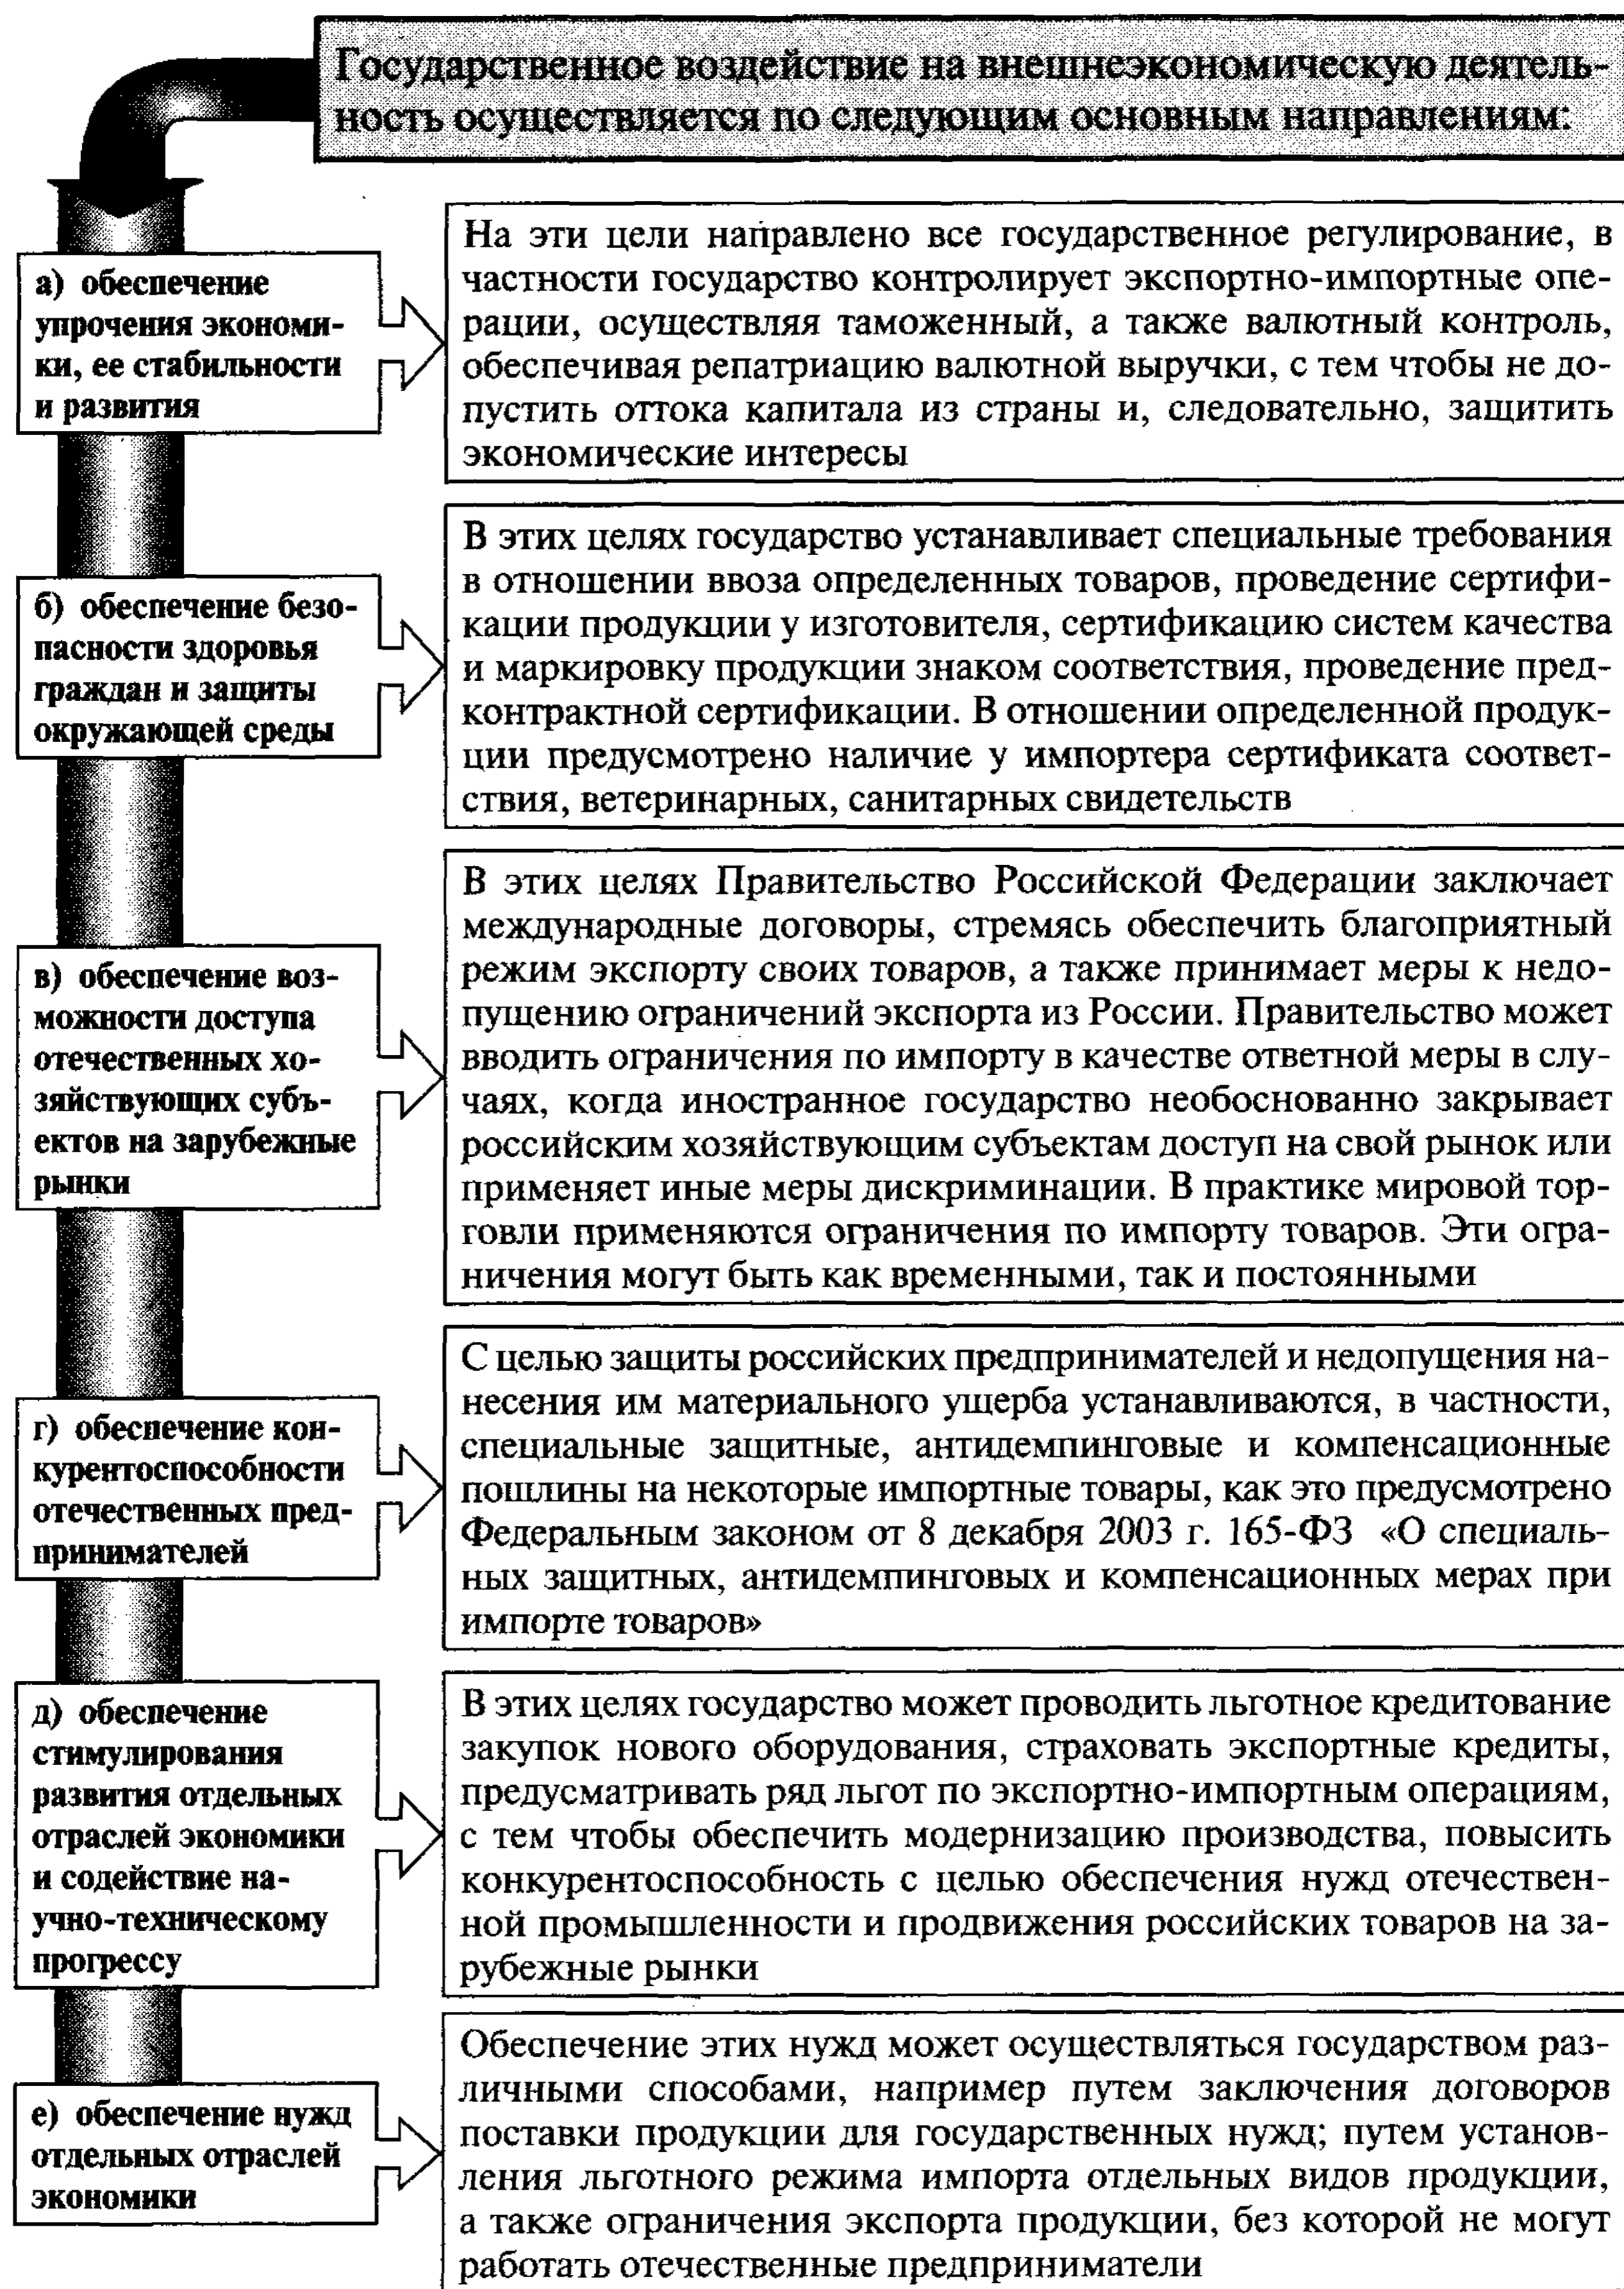 Государственное воздействие на внешнеэкономическую деятель-
ность осуществляется по следующим основным направлениям:
а) обеспечение
упрочения экономи-
ки, ее стабильности
и развития
На эти цели направлено все государственное регулирование, в
частности государство контролирует экспортно-импортные опе-
рации, осуществляя таможенный, а также валютный контроль,
обеспечивая репатриацию валютной выручки, с тем чтобы не до-
пустить оттока капитала из страны и, следовательно, защитить
экономические интересы
б) обеспечение безо-
пасности здоровья
граждан и защиты
окружающей среды
В этих целях государство устанавливает специальные требования
в отношении ввоза определенных товаров, проведение сертифи-
кации продукции у изготовителя, сертификацию систем качества
и маркировку продукции знаком соответствия, проведение пред-
контрактной сертификации. В отношении определенной продук-
ции предусмотрено наличие у импортера сертификата соответ-
ствия, ветеринарных, санитарных свидетельств
в) обеспечение воз-
можности доступа
отечественных хо-
зяйствующих субъ-
ектов на зарубежные
рынки
В этих целях Правительство Российской Федерации заключает
международные договоры, стремясь обеспечить благоприятный
режим экспорту своих товаров, а также принимает меры к недо-
пущению ограничений экспорта из России. Правительство может
вводить ограничения по импорту в качестве ответной меры в слу-
чаях, когда иностранное государство необоснованно закрывает
российским хозяйствующим субъектам доступ на свой рынок или
применяет иные меры дискриминации. В практике мировой тор-
говли применяются ограничения по импорту товаров. Эти огра-
ничения могут быть как временными, так и постоянными
г) обеспечение кон-
курентоспособности
отечественных пред-
принимателей
С целью защиты российских предпринимателей и недопущения на-
несения им материального ущерба устанавливаются, в частности,
специальные защитные, антидемпинговые и компенсационные
пошлины на некоторые импортные товары, как это предусмотрено
Федеральным законом от 8 декабря 2003 г. 165-ФЗ «О специаль-
ных защитных, антидемпинговых и компенсационных мерах при
импорте товаров»
д) обеспечение
стимулирования
развития отдельных
отраслей экономики
и содействие на-
учно-техническому
прогрессу
В этих целях государство может проводить льготное кредитование
закупок нового оборудования, страховать экспортные кредиты,
предусматривать ряд льгот по экспортно-импортным операциям,
с тем чтобы обеспечить модернизацию производства, повысить
конкурентоспособность с целью обеспечения нужд отечествен-
ной промышленности и продвижения российских товаров на за-
рубежные рынки
е) обеспечение нужд
отдельных отраслей
экономики
Обеспечение этих нужд может осуществляться государством раз-
личными способами, например путем заключения договоров
поставки продукции для государственных нужд; путем установ-
ления льготного режима импорта отдельных видов продукции,
а также ограничения экспорта продукции, без которой не могут
работать отечественные предприниматели